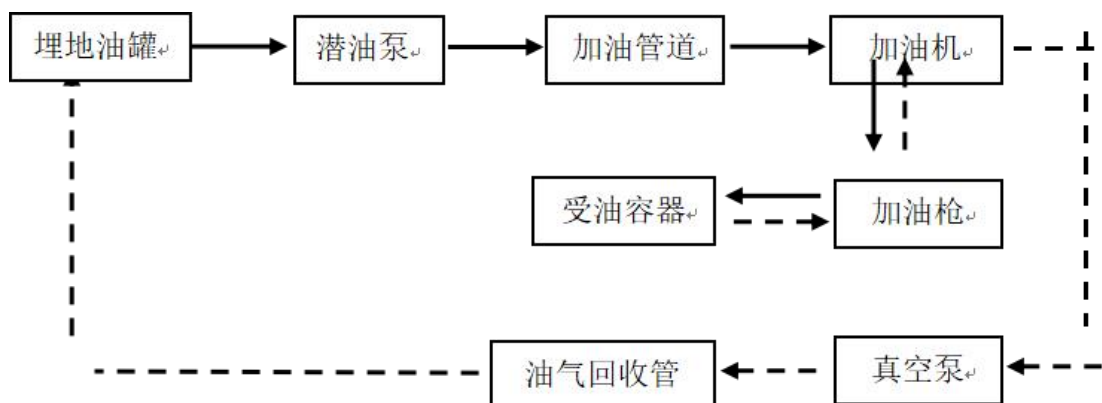 埋地油罐
潜油泵
加油管道
加油机
受油容器
加油枪
油气回收管
真空泵